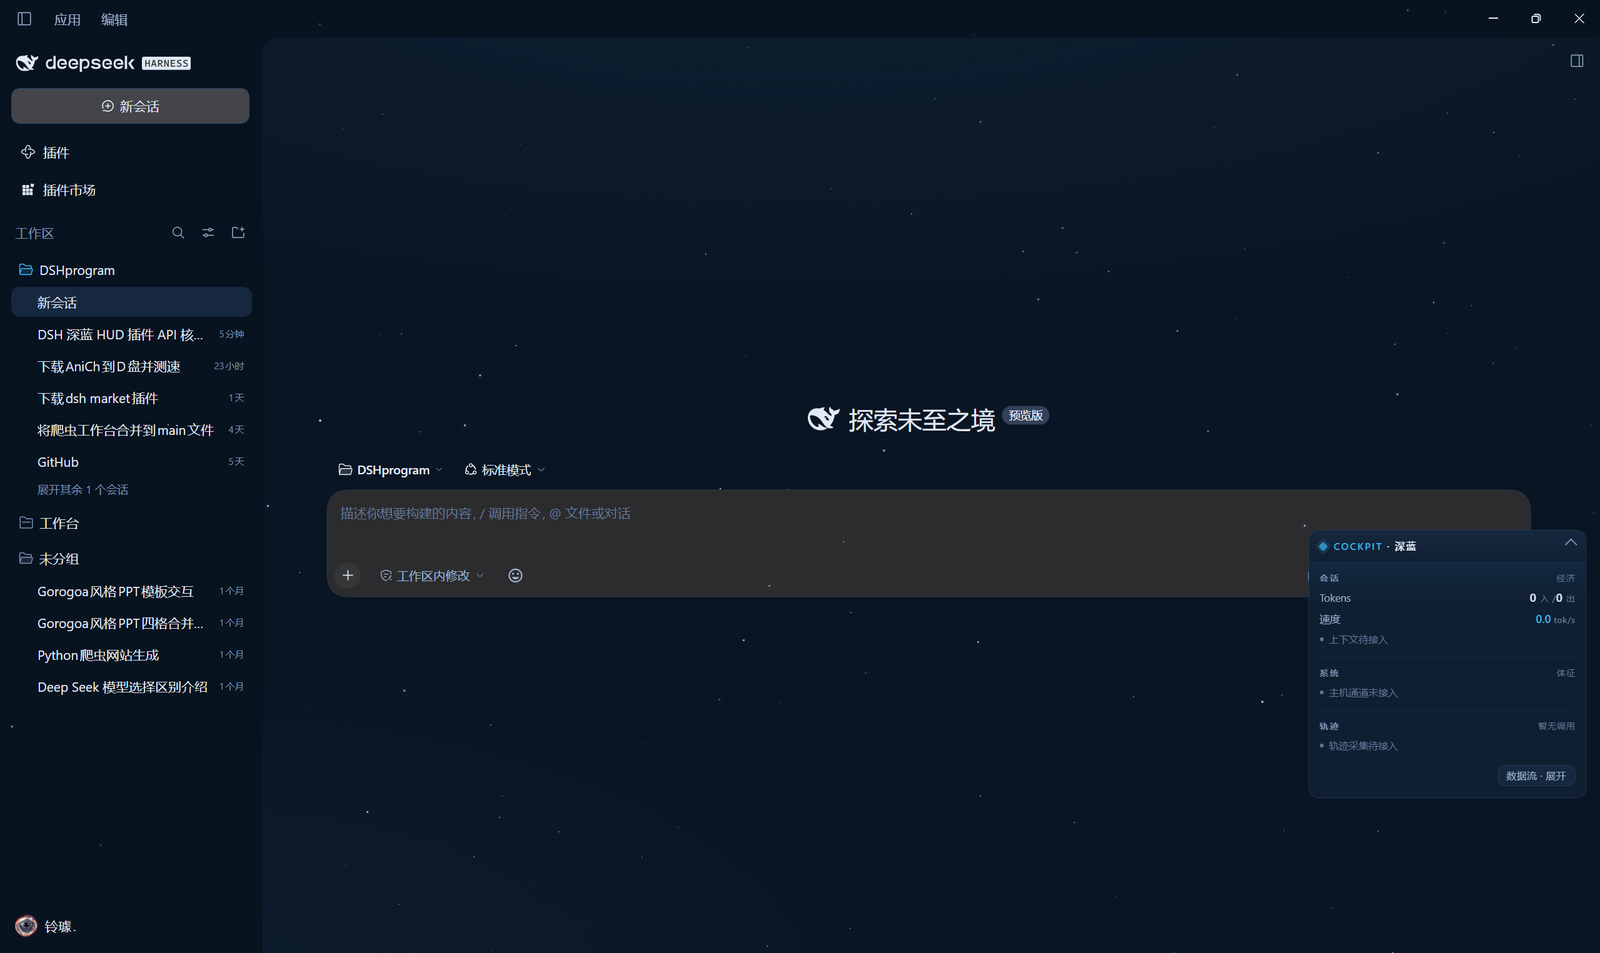 应用 编辑
deepseek HARNESS
新会话
插件
插件市场
工作区
DSHprogram
新会话
DSH 深蓝 HUD 插件 API 核... 5分钟
下载AniCh到D盘并测速 23小时
下载dsh market插件 1天
将爬虫工作台合并到main文件 4天
GitHub 5天
展开其余 1 个会话
工作台
未分组
Gorogoa风格PPT模板交互 1个月
Gorogoa风格PPT四格合并... 1个月
Python爬虫网站生成 1个月
Deep Seek 模型选择区别介绍 1个月
铃璩.
探索未至之境 预览版
DSHprogram 标准模式
描述你想要构建的内容, / 调用指令, @ 文件或对话
工作区内修改
COCKPIT · 深蓝
会话 经济
Tokens 0 入 /0 出
速度 0.0 tok/s
上下文待接入
系统 体征
主机通道未接入
轨迹 暂无调用
轨迹采集待接入
数据流 · 展开